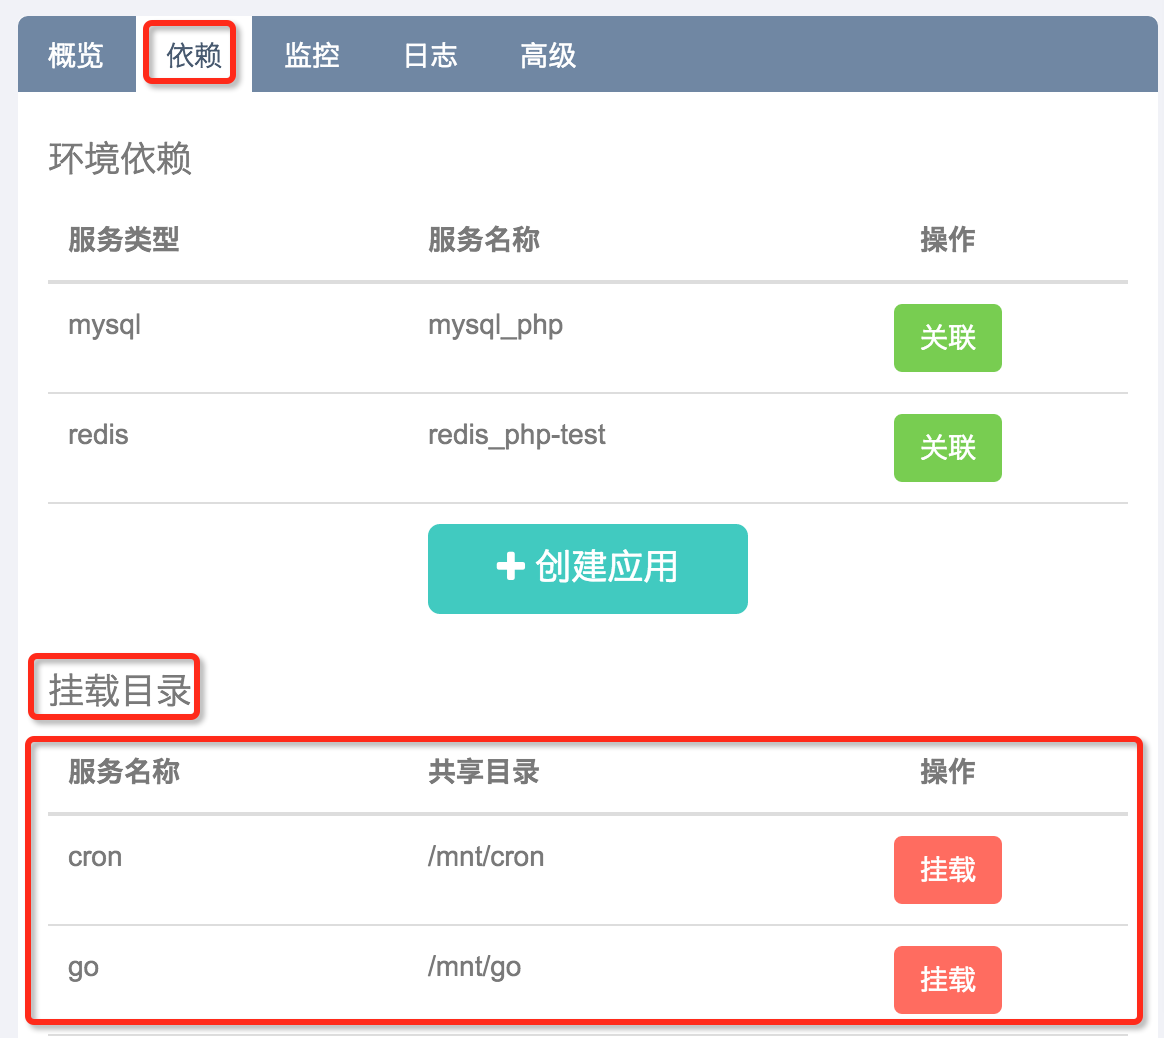 概览 依赖 监控 日志 高级
环境依赖
服务类型 服务名称 操作
mysql mysql_php 关联
redis redis_php-test 关联
创建应用
挂载目录
服务名称 共享目录 操作
cron /mnt/cron 挂载
go /mnt/go 挂载